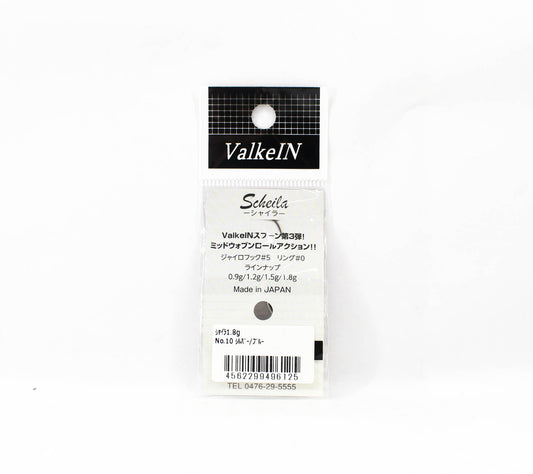 ValkeIN
Scheila
ーシャイラー
ValkeINスプーン第3弾!
ミッドウォブンロールアクション!!
ジャイロフック#5 リング#0
ラインナップ
0.9g/1.2g/1.5g/1.8g
Made in JAPAN
ｼｬｲﾗ1.8g
No.10 ｼﾙﾊﾞｰ/ﾌﾞﾙｰ
4562299496125
TEL 0476-29-5555